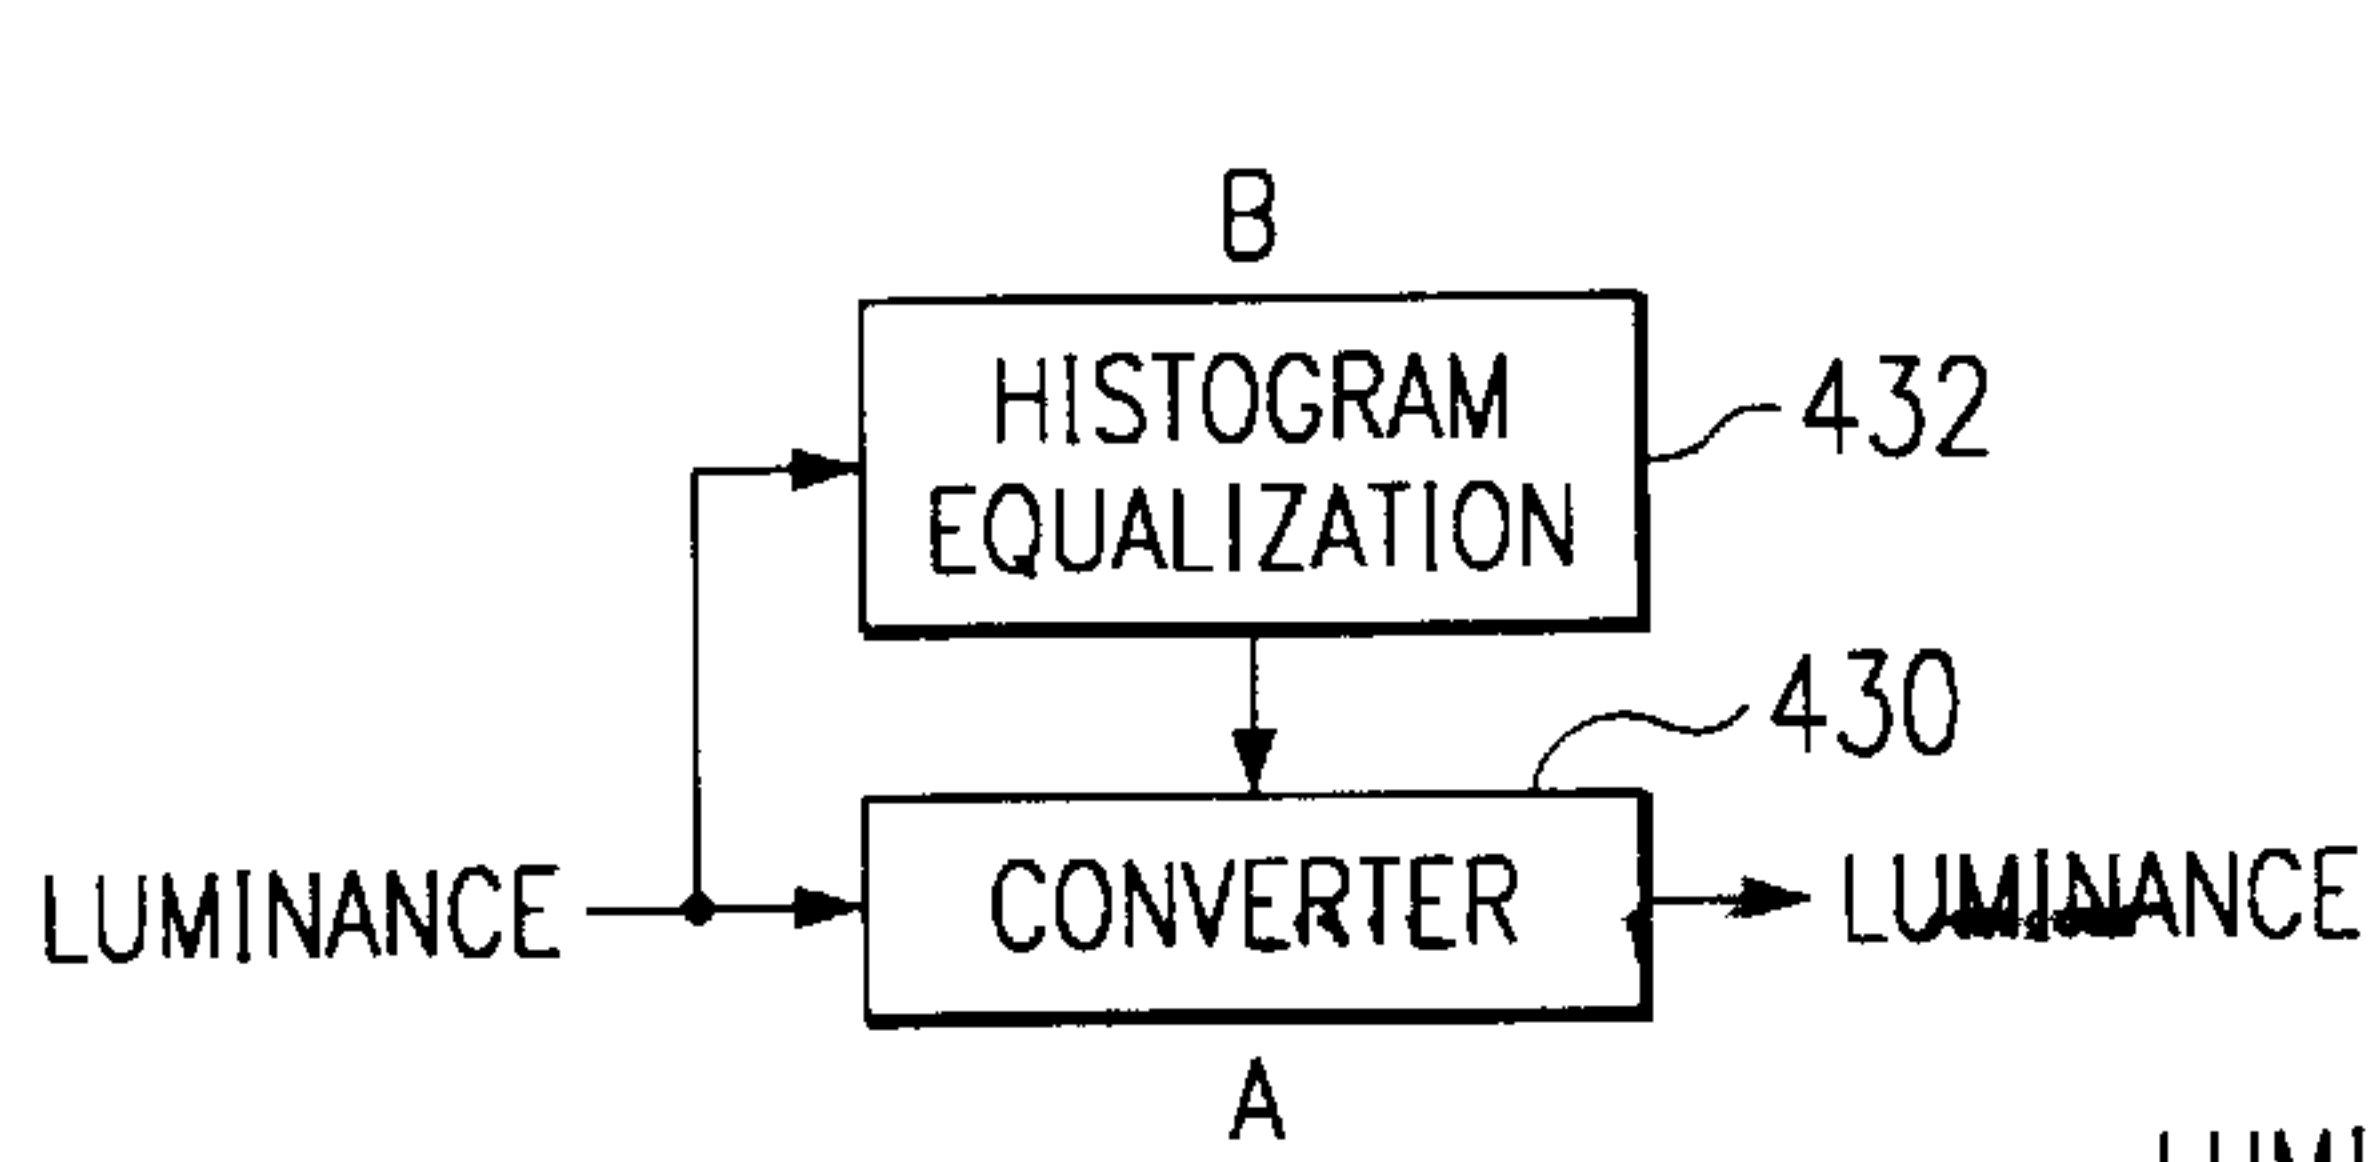 B
HISTOGRAM
EQUALIZATION
432
430
LUMINANCE
CONVERTER
LUMINANCE
A